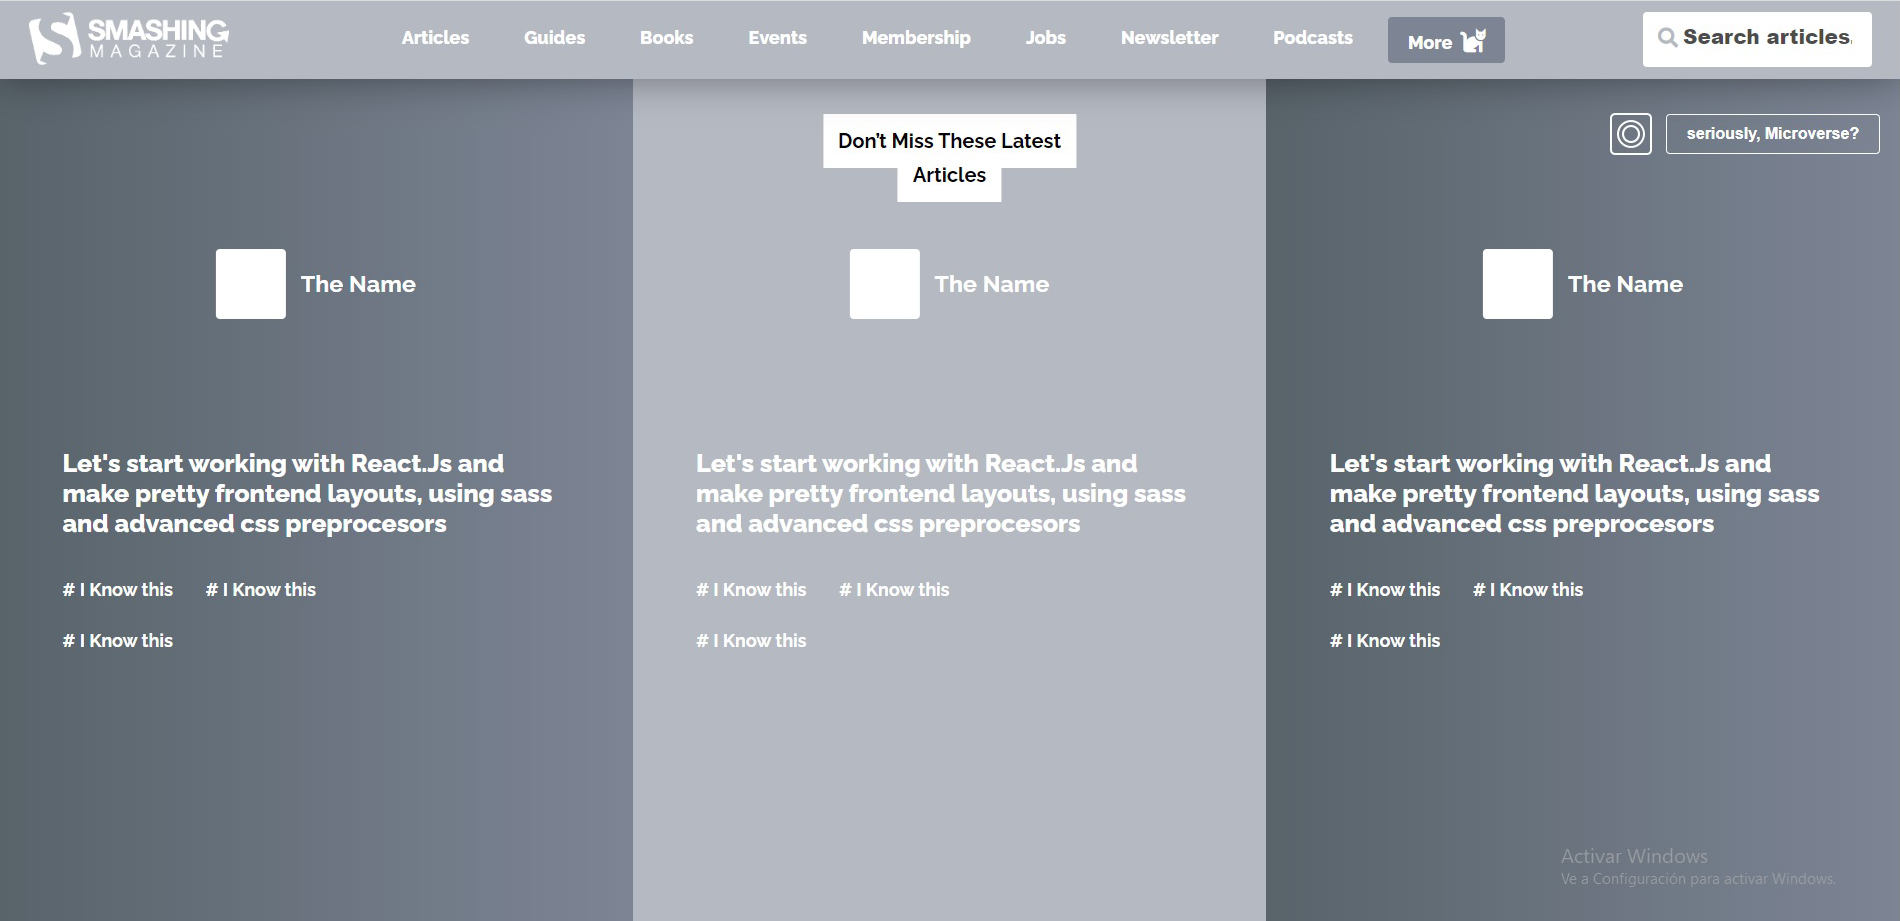 SMASHING
MAGAZINE
Articles Guides Books Events Membership Jobs Newsletter Podcasts More Search articles.
Don't Miss These Latest
Articles
seriously, Microverse?
The Name
Let's start working with React.Js and
make pretty frontend layouts, using sass
and advanced css preprocesors
# I Know this # I Know this
# I Know this
The Name
Let's start working with React.Js and
make pretty frontend layouts, using sass
and advanced css preprocesors
# I Know this # I Know this
# I Know this
The Name
Let's start working with React.Js and
make pretty frontend layouts, using sass
and advanced css preprocesors
# I Know this # I Know this
# I Know this
Activar Windows
Ve a Configuración para activar Windows.